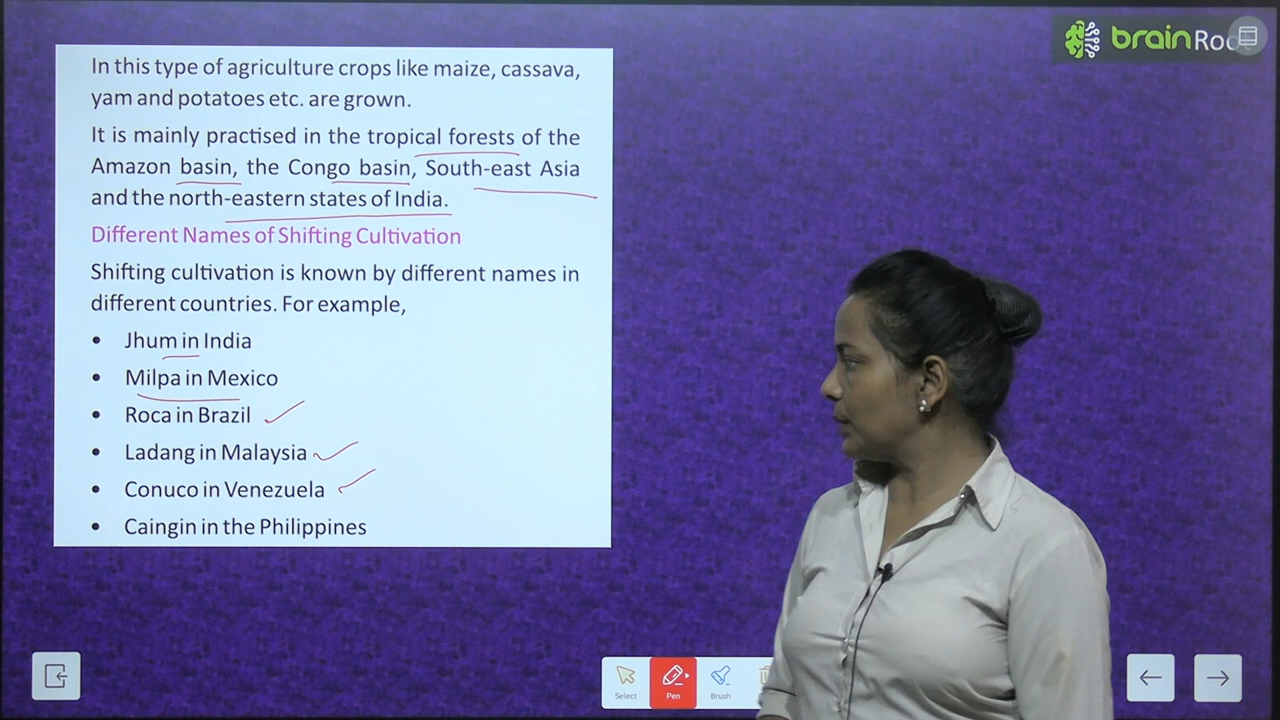 brainRoo
In this type of agriculture crops like maize, cassava,
yam and potatoes etc. are grown.
It is mainly practised in the tropical forests of the
Amazon basin, the Congo basin, South-east Asia
and the north-eastern states of India.
Different Names of Shifting Cultivation
Shifting cultivation is known by different names in
different countries. For example,
• Jhum in India
• Milpa in Mexico
• Roca in Brazil
• Ladang in Malaysia
• Conuco in Venezuela
• Caingin in the Philippines
Select Pen Brush